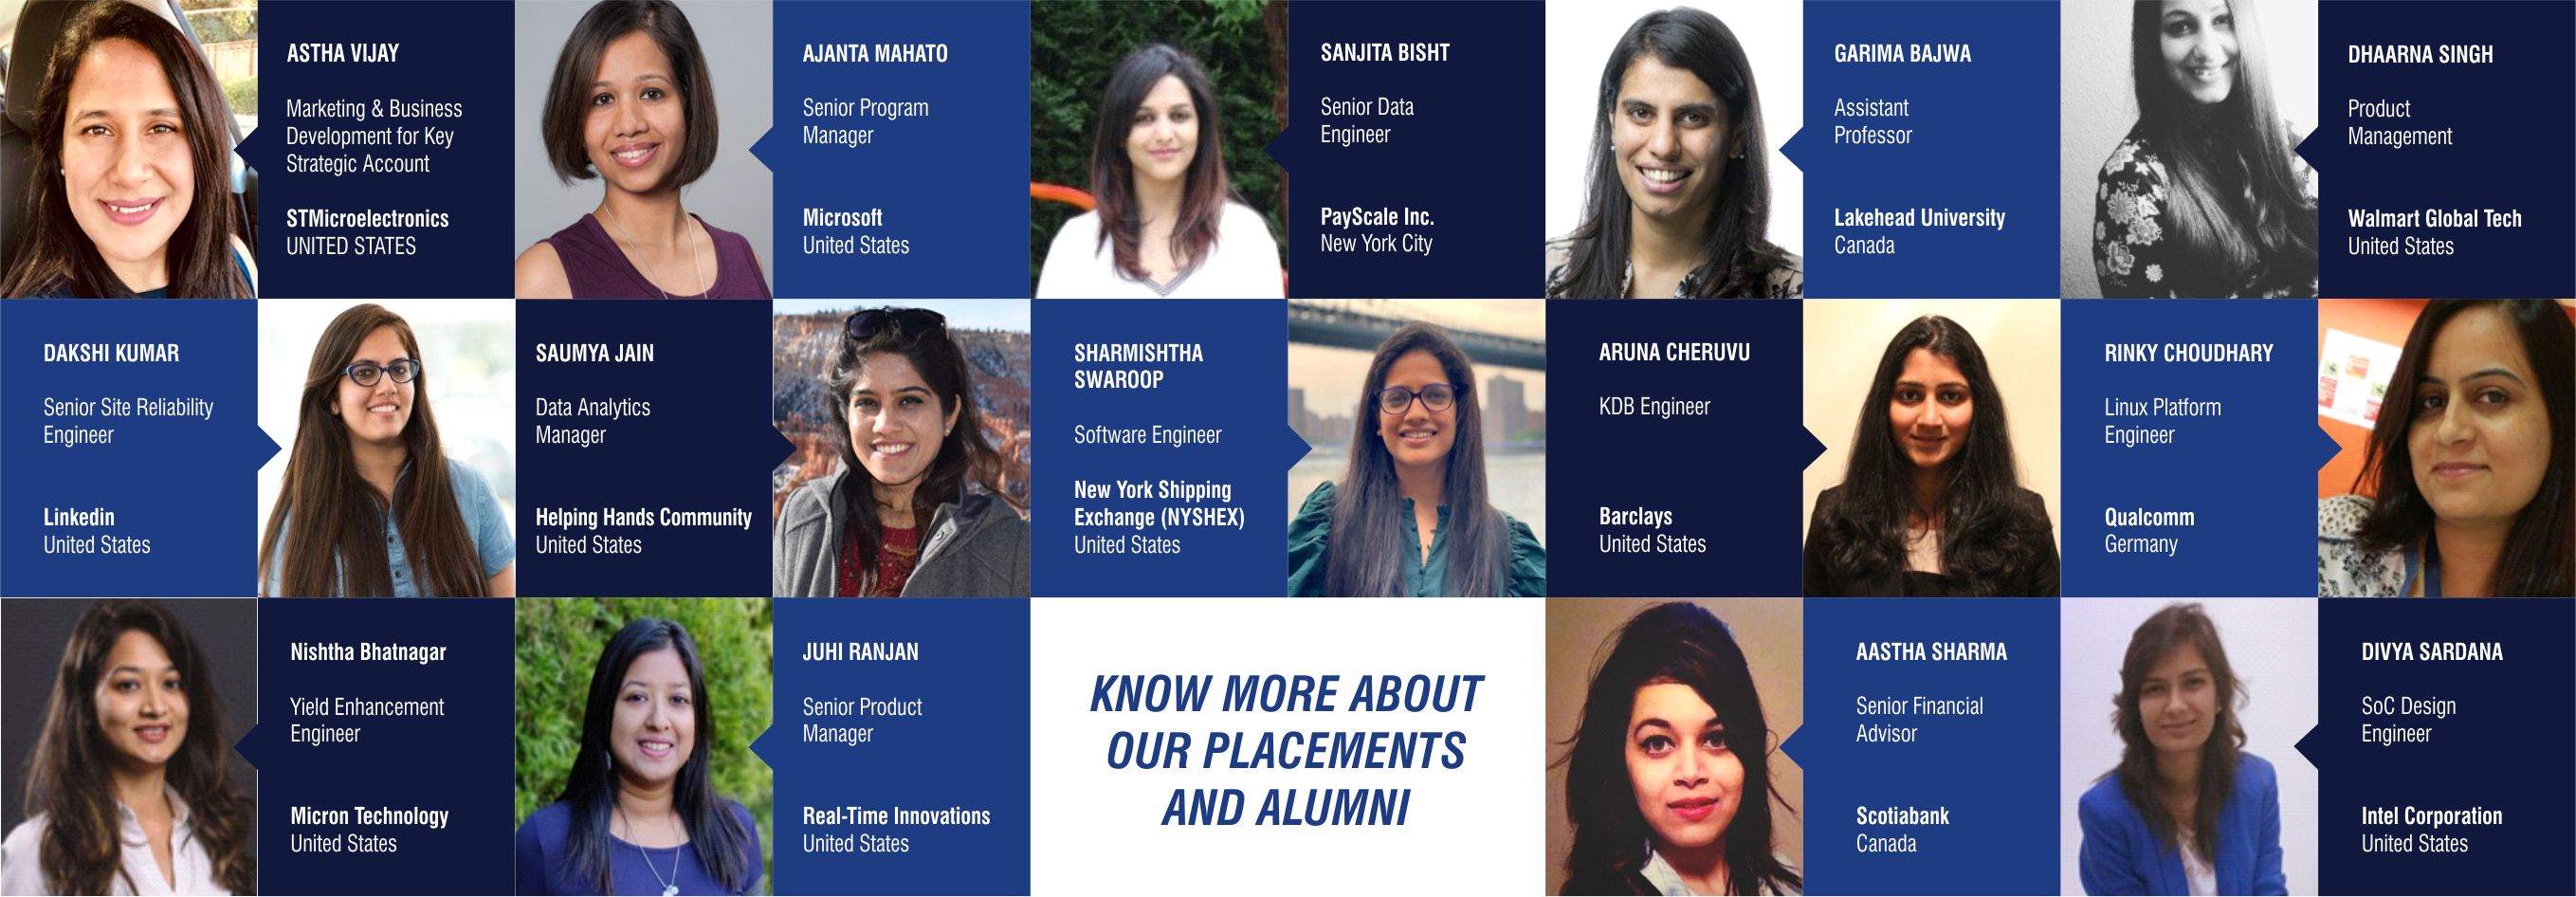 ASTHA VIJAY
Marketing & Business
Development for Key
Strategic Account
STMicroelectronics
UNITED STATES
AJANTA MAHATO
Senior Program
Manager
Microsoft
United States
SANJITA BISHT
Senior Data
Engineer
PayScale Inc.
New York City
GARIMA BAJWA
Assistant
Professor
Lakehead University
Canada
DHAARNA SINGH
Product
Management
Walmart Global Tech
United States
DAKSHI KUMAR
Senior Site Reliability
Engineer
Linkedin
United States
SAUMYA JAIN
Data Analytics
Manager
Helping Hands Community
United States
SHARMISHTHA
SWAROOP
Software Engineer
New York Shipping
Exchange (NYSHEX)
United States
ARUNA CHERUVU
KDB Engineer
Barclays
United States
RINKY CHOUDHARY
Linux Platform
Engineer
Qualcomm
Germany
Nishtha Bhatnagar
Yield Enhancement
Engineer
Micron Technology
United States
JUHI RANJAN
Senior Product
Manager
Real-Time Innovations
United States
KNOW MORE ABOUT
OUR PLACEMENTS
AND ALUMNI
AASTHA SHARMA
Senior Financial
Advisor
Scotiabank
Canada
DIVYA SARDANA
SoC Design
Engineer
Intel Corporation
United States